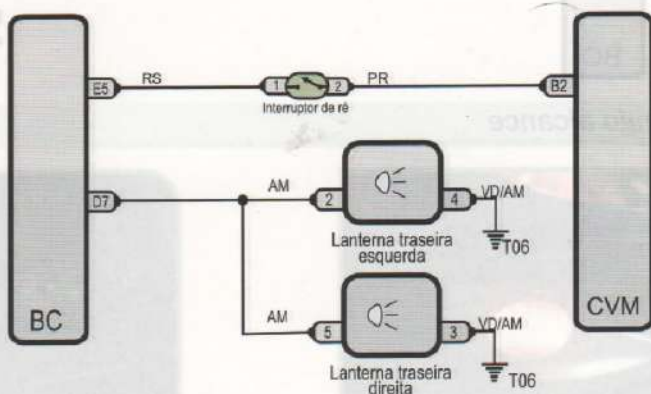 E5
RS
1
2
PR
B2
Interruptor de ré
D7
AM
2
4
VD/AM
T06
Lanterna traseira
esquerda
BC
CVM
AM
5
3
VD/AM
T06
Lanterna traseira
direita